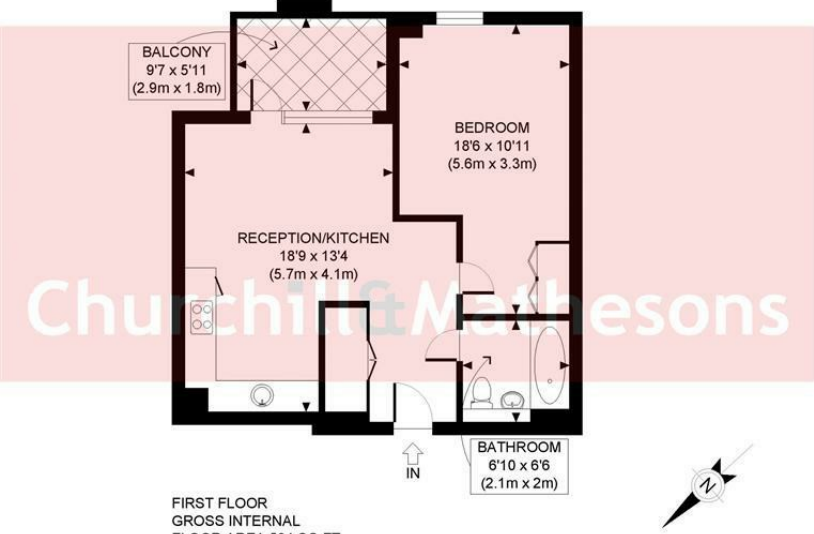 BALCONY
9'7 x 5'11
(2.9m x 1.8m)
BEDROOM
18'6 x 10'11
(5.6m x 3.3m)
RECEPTION/KITCHEN
18'9 x 13'4
(5.7m x 4.1m)
Churchill&Mathesons
BATHROOM
6'10 x 6'6
(2.1m x 2m)
IN
N
FIRST FLOOR
GROSS INTERNAL